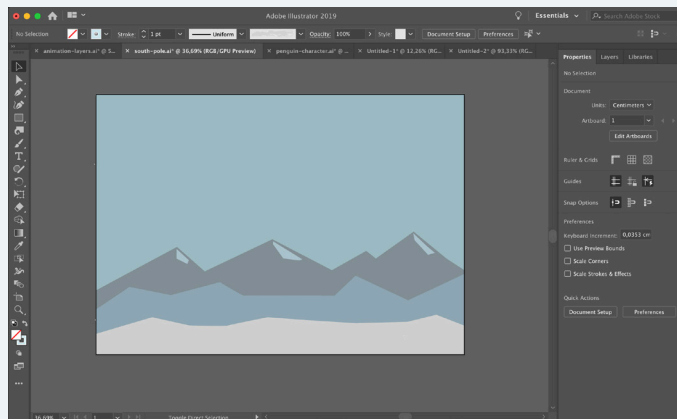 Adobe Illustrator 2019
Essentials
Search Adobe Stock
No Selection
Stroke:
1 pt
Uniform
Opacity:
100%
Style:
Document Setup
Preferences
× animation-layers.ai* @ 5...
× south-pole.ai* @ 36,69% (RGB/GPU Preview)
× penguin-character.ai* @ ...
× Untitled-1* @ 12,26% (RG...
× Untitled-2* @ 93,33% (RG...
Properties
Layers
Libraries
No Selection
Document
Units:
Centimeters
Artboard:
1
Edit Artboards
Ruler & Grids
Guides
Snap Options
Preferences
Keyboard Increment:
0,0353 cm
Use Preview Bounds
Scale Corners
Scale Strokes & Effects
Quick Actions
Document Setup
Preferences
36,69%
1
Toggle Direct Selection